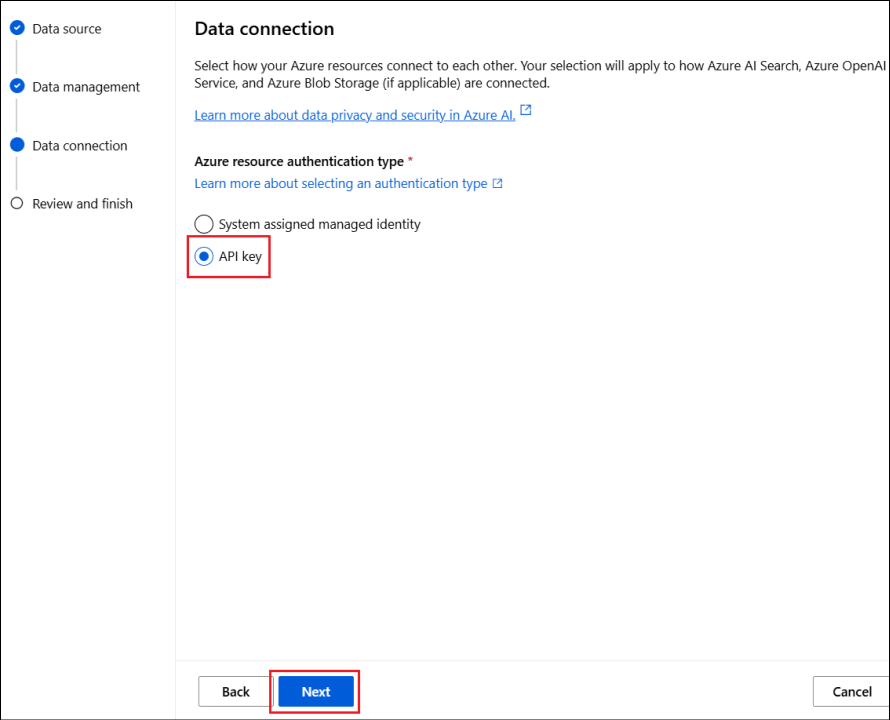 Data source
Data management
Data connection
Review and finish
Data connection
Select how your Azure resources connect to each other. Your selection will apply to how Azure AI Search, Azure OpenAI
Service, and Azure Blob Storage (if applicable) are connected.
Learn more about data privacy and security in Azure AI.
Azure resource authentication type *
Learn more about selecting an authentication type
System assigned managed identity
API key
Back
Next
Cancel